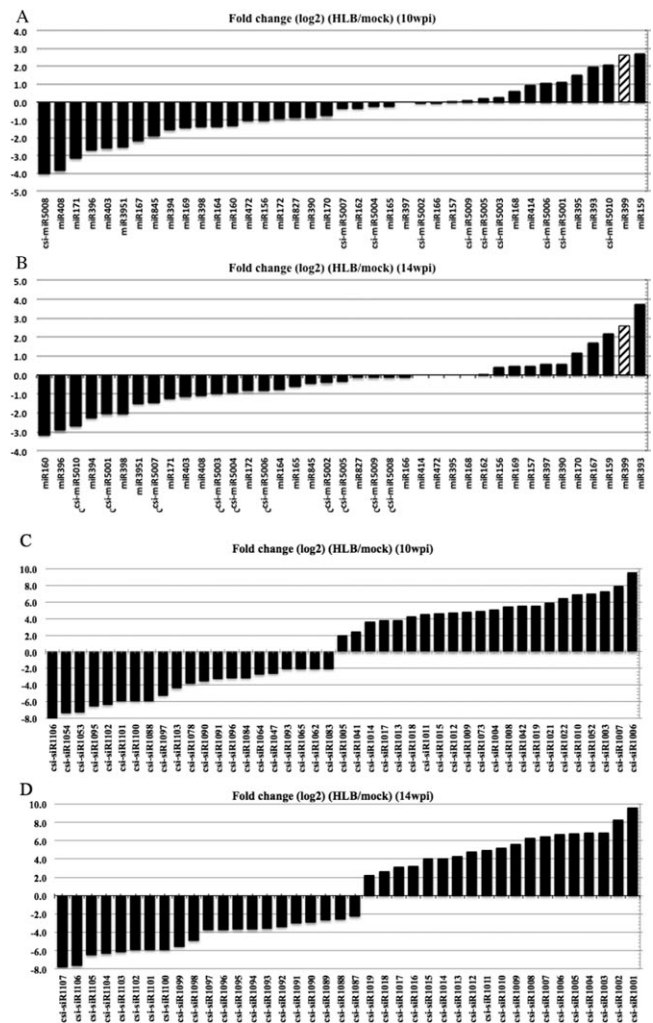 A
Fold change (log2) (HLB/mock) (10wpi)
4.0
3.0
2.0
1.0
0.0
-1.0
-2.0
-3.0
-4.0
-5.0
csi-miR5008
miR408
miR171
miR396
miR403
miR3951
miR167
miR845
miR394
miR169
miR398
miR164
miR160
miR472
miR156
miR172
miR827
miR390
miR170
csi-miR5007
miR162
csi-miR5004
miR165
miR397
csi-miR5002
miR166
miR157
csi-miR5009
csi-miR5005
csi-miR5003
miR168
miR414
csi-miR5006
csi-miR5001
miR395
miR393
csi-miR5010
miR399
miR159
B
Fold change (log2) (HLB/mock) (14wpi)
5.0
4.0
3.0
2.0
1.0
0.0
-1.0
-2.0
-3.0
-4.0
miR160
miR396
csi-miR5010
miR394
csi-miR5001
miR398
miR3951
csi-miR5007
miR171
miR403
miR408
csi-miR5003
csi-miR5004
miR172
csi-miR5006
miR164
miR165
miR845
csi-miR5002
csi-miR5005
miR827
csi-miR5009
csi-miR5008
miR166
miR414
miR472
miR395
miR168
miR162
miR156
miR169
miR157
miR397
miR390
miR170
miR167
miR159
miR399
miR393
C
Fold change (log2) (HLB/mock) (10wpi)
10.0
8.0
6.0
4.0
2.0
0.0
-2.0
-4.0
-6.0
-8.0
csi-siR1106
csi-siR1054
csi-siR1053
csi-siR1095
csi-siR1102
csi-siR1101
csi-siR1100
csi-siR1088
csi-siR1097
csi-siR1103
csi-siR1078
csi-siR1090
csi-siR1091
csi-siR1096
csi-siR1084
csi-siR1064
csi-siR1047
csi-siR1093
csi-siR1065
csi-siR1062
csi-siR1083
csi-siR1005
csi-siR1041
csi-siR1014
csi-siR1017
csi-siR1013
csi-siR1018
csi-siR1011
csi-siR1015
csi-siR1012
csi-siR1009
csi-siR1073
csi-siR1004
csi-siR1008
csi-siR1042
csi-siR1019
csi-siR1021
csi-siR1022
csi-siR1010
csi-siR1052
csi-siR1003
csi-siR1007
csi-siR1006
D
Fold change (log2) (HLB/mock) (14wpi)
10.0
8.0
6.0
4.0
2.0
0.0
-2.0
-4.0
-6.0
-8.0
csi-siR1107
csi-siR1106
csi-siR1105
csi-siR1104
csi-siR1103
csi-siR1102
csi-siR1101
csi-siR1100
csi-siR1099
csi-siR1098
csi-siR1097
csi-siR1096
csi-siR1095
csi-siR1094
csi-siR1093
csi-siR1092
csi-siR1091
csi-siR1090
csi-siR1089
csi-siR1088
csi-siR1087
csi-siR1019
csi-siR1018
csi-siR1017
csi-siR1016
csi-siR1015
csi-siR1014
csi-siR1013
csi-siR1012
csi-siR1011
csi-siR1010
csi-siR1009
csi-siR1008
csi-siR1007
csi-siR1006
csi-siR1005
csi-siR1004
csi-siR1003
csi-siR1002
csi-siR1001